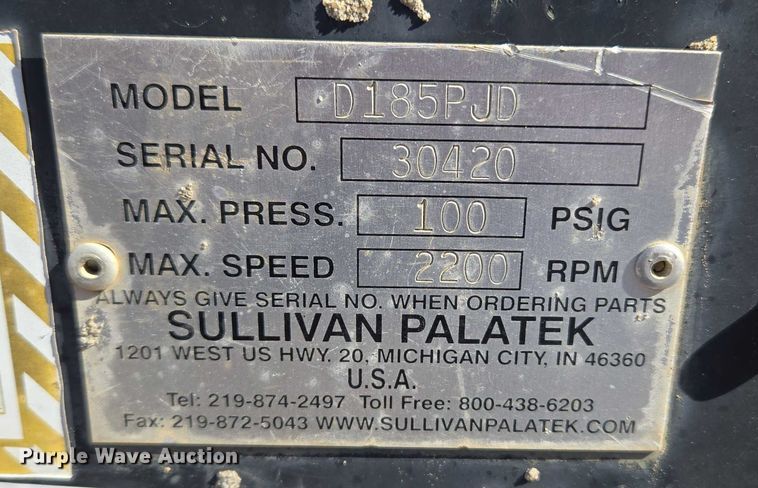 MODEL D185PJD
SERIAL NO. 30420
MAX. PRESS. 100 PSIG
MAX. SPEED 2200 RPM
ALWAYS GIVE SERIAL NO. WHEN ORDERING PARTS
SULLIVAN PALATEK
1201 WEST US HWY. 20, MICHIGAN CITY, IN 46360
U.S.A.
Tel: 219-874-2497 Toll Free: 800-438-6203
Fax: 219-872-5043 WWW.SULLIVANPALATEK.COM
Purple Wave Auction